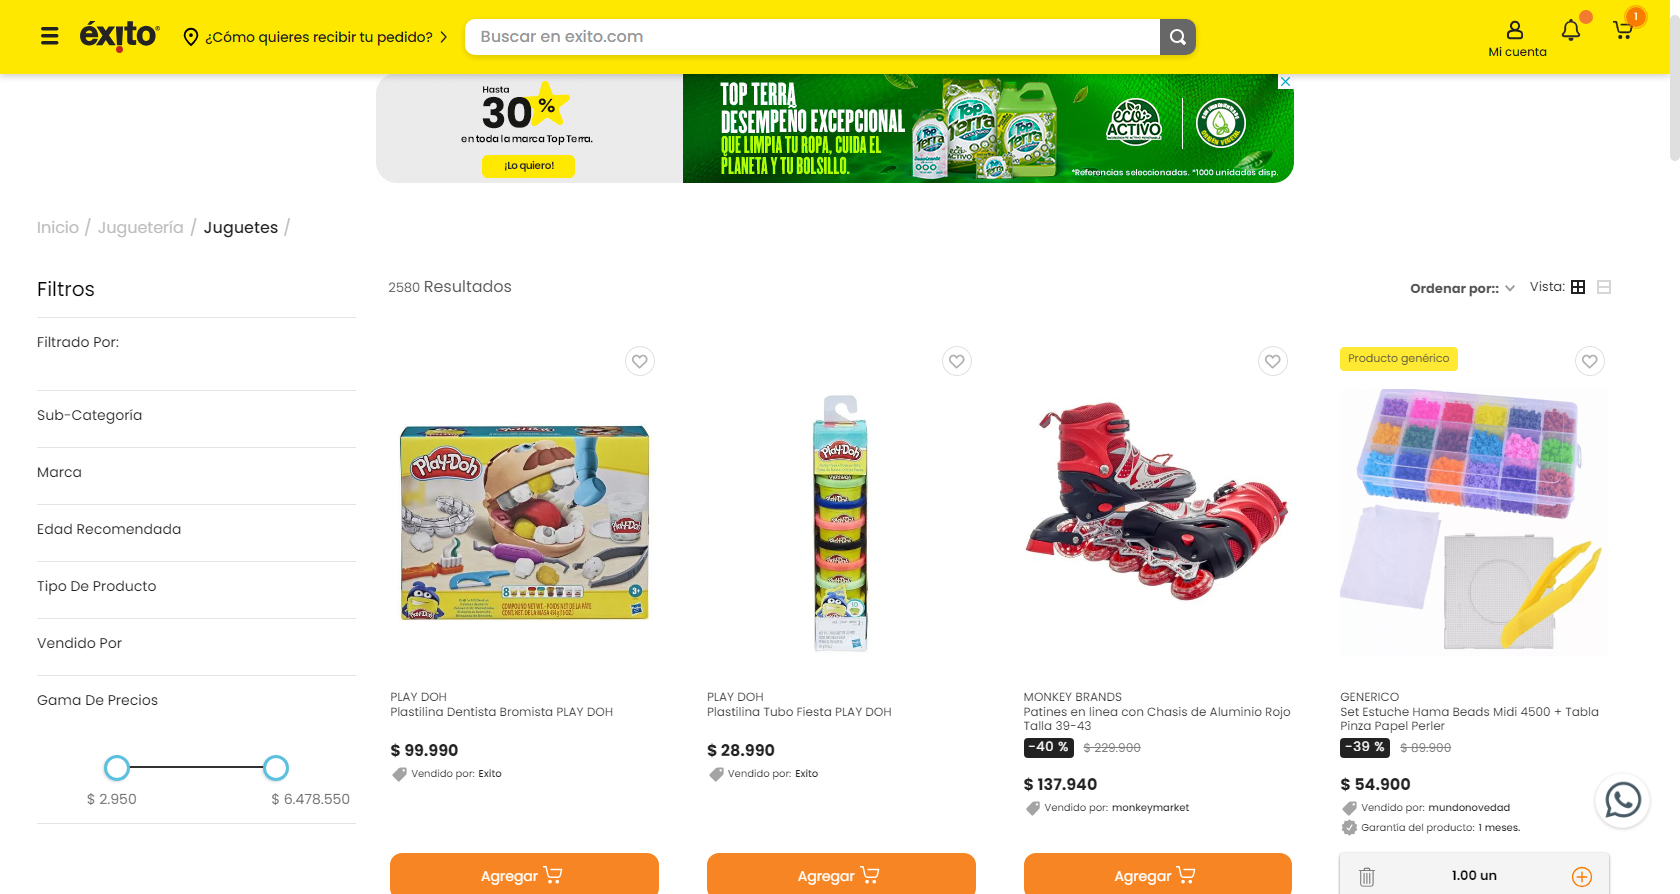 éxito
¿Cómo quieres recibir tu pedido?
Buscar en exito.com
Mi cuenta
1
Hasta
30 %
en toda la marca Top Terra.
¡Lo quiero!
TOP TERRA
DESEMPEÑO EXCEPCIONAL
QUE LIMPIA TU ROPA, CUIDA EL
PLANETA Y TU BOLSILLO.
Top Terra
eco
ACTIVO
*Referencias seleccionadas. *1000 unidades disp.
Inicio / Juguetería / Juguetes /
Filtros
2580 Resultados
Ordenar por::
Vista:
Filtrado Por:
Sub-Categoría
Marca
Edad Recomendada
Tipo De Producto
Vendido Por
Gama De Precios
$ 2.950
$ 6.478.550
Play-Doh
PLAY DOH
Plastilina Dentista Bromista PLAY DOH
$ 99.990
Vendido por: Exito
Agregar
Play-Doh
PLAY DOH
Plastilina Tubo Fiesta PLAY DOH
$ 28.990
Vendido por: Exito
Agregar
MONKEY BRANDS
Patines en linea con Chasis de Aluminio Rojo
Talla 39-43
-40 % $ 229.900
$ 137.940
Vendido por: monkeymarket
Agregar
Producto genérico
GENERICO
Set Estuche Hama Beads Midi 4500 + Tabla
Pinza Papel Perler
-39 % $ 89.900
$ 54.900
Vendido por: mundonovedad
Garantía del producto: 1 meses.
1.00 un